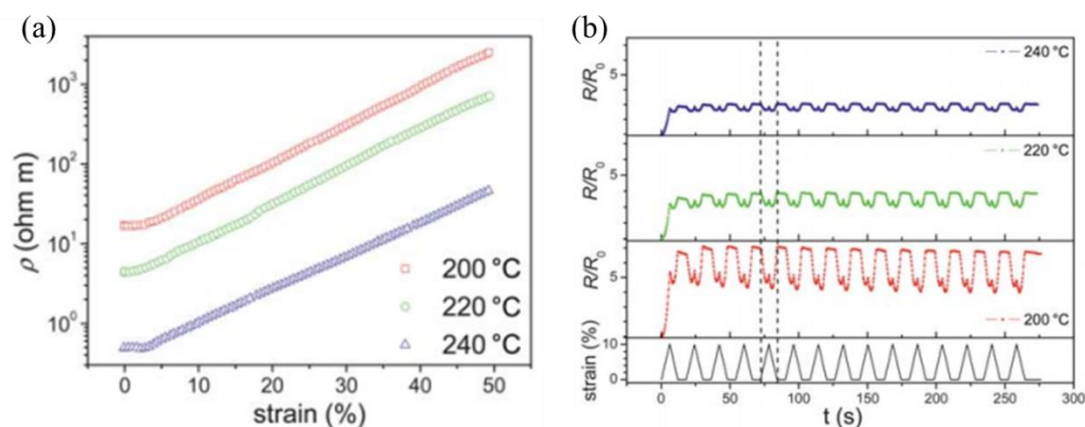 (a)
10³
10²
10¹
10⁰
ρ (ohm m)
200 °C
220 °C
240 °C
0 10 20 30 40 50
strain (%)
(b)
240 °C
R/R₀
5
220 °C
R/R₀
5
200 °C
R/R₀
5
strain (%)
10
0
0 50 100 150 200 250 300
t (s)